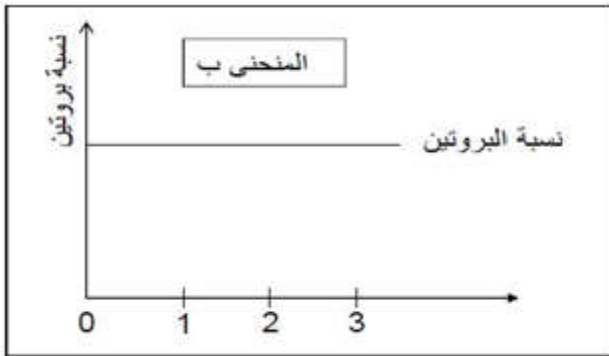 المنحنى ب
نسبة بروتين
نسبة البروتين
0 1 2 3